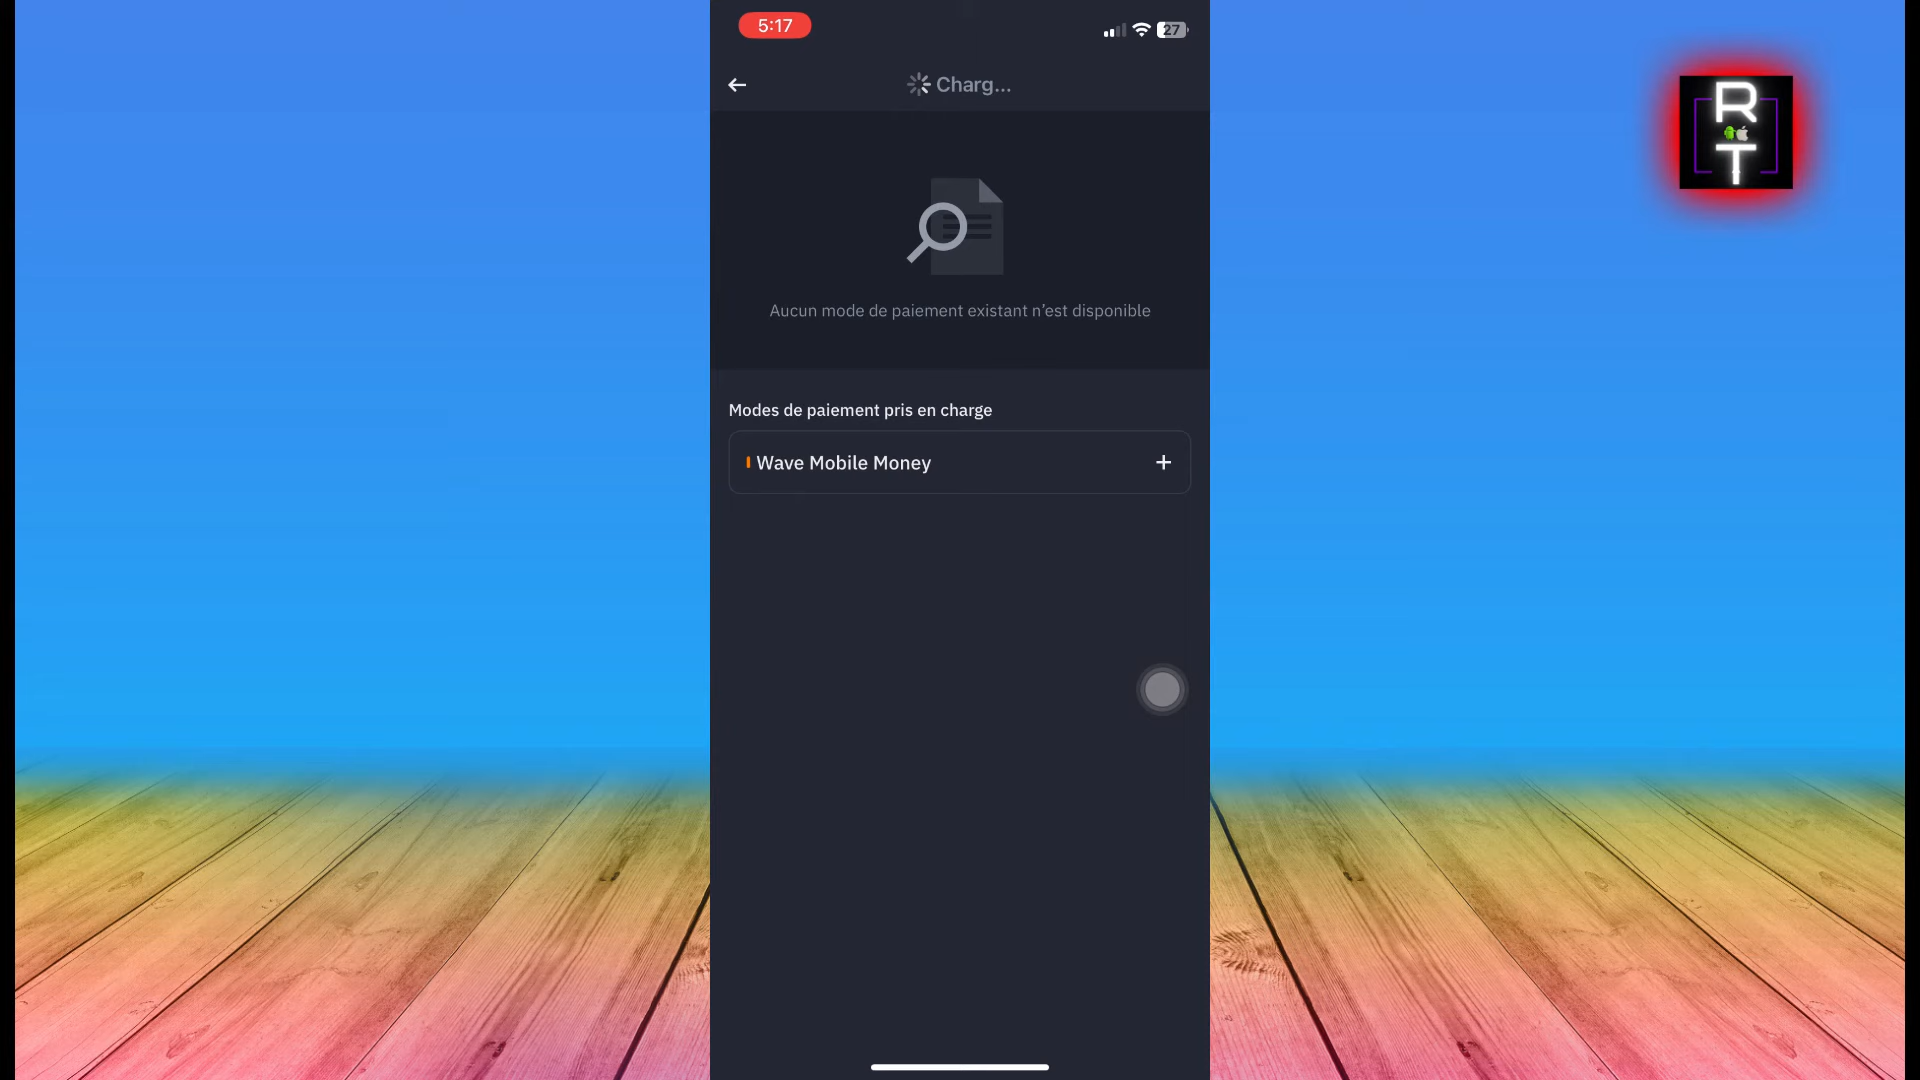 5:17
27
Charg...
R
T
Aucun mode de paiement existant n’est disponible
Modes de paiement pris en charge
Wave Mobile Money